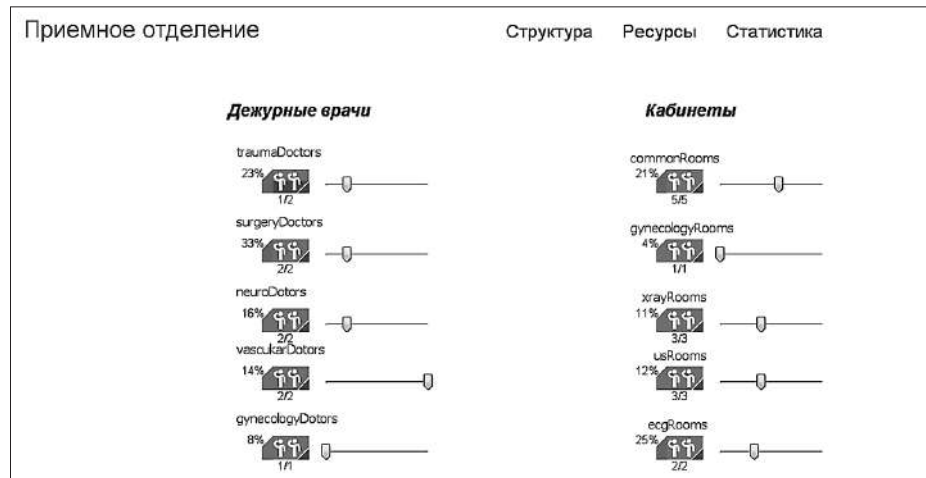 Приемное отделение
Структура Ресурсы Статистика
Дежурные врачи
traumaDoctors
23%
1/2
surgeryDoctors
33%
2/2
neuroDotors
16%
2/2
vascukarDotors
14%
2/2
gynecologyDotors
8%
1/1
Кабинеты
commonRooms
21%
5/5
gynecologyRooms
4%
1/1
xrayRooms
11%
3/3
usRooms
12%
3/3
ecgRooms
25%
2/2